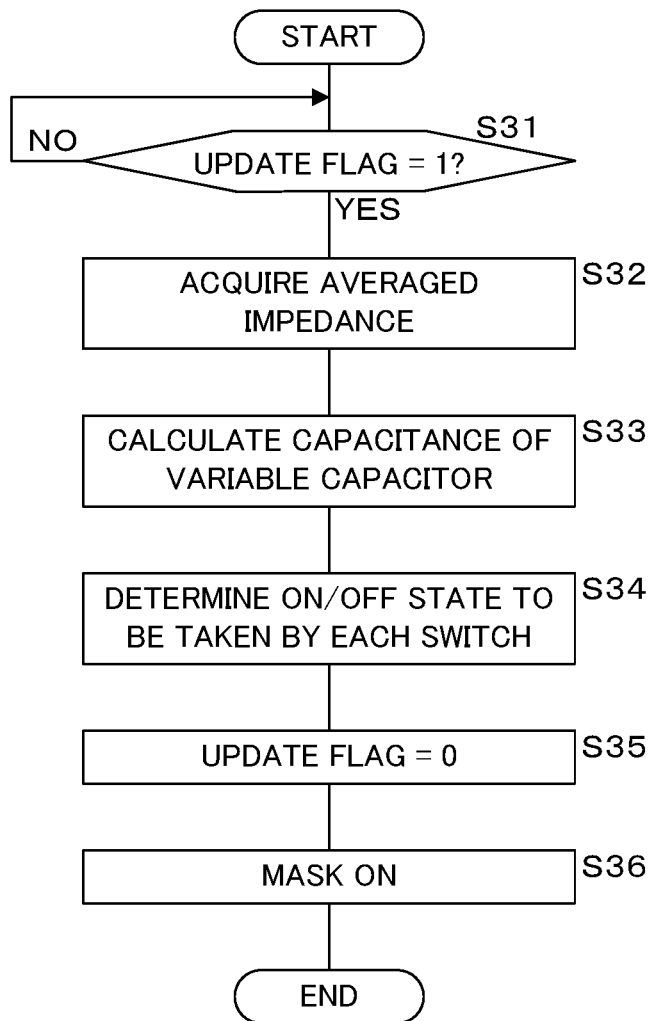 START
S31
NO
UPDATE FLAG = 1?
YES
S32
ACQUIRE AVERAGED
IMPEDANCE
S33
CALCULATE CAPACITANCE OF
VARIABLE CAPACITOR
S34
DETERMINE ON/OFF STATE TO
BE TAKEN BY EACH SWITCH
S35
UPDATE FLAG = 0
S36
MASK ON
END